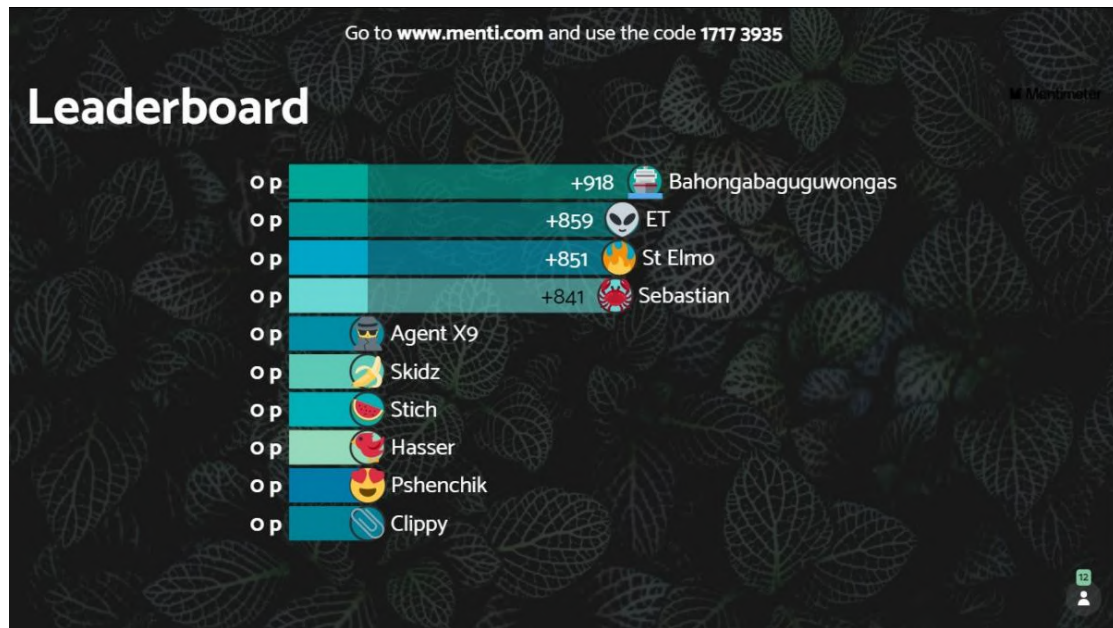 Go to www.menti.com and use the code 1717 3935
Mentimeter
Leaderboard
0 p +918 Bahongabaguguwongas
0 p +859 ET
0 p +851 St Elmo
0 p +841 Sebastian
0 p Agent X9
0 p Skidz
0 p Stich
0 p Hasser
0 p Pshenchik
0 p Clippy
12